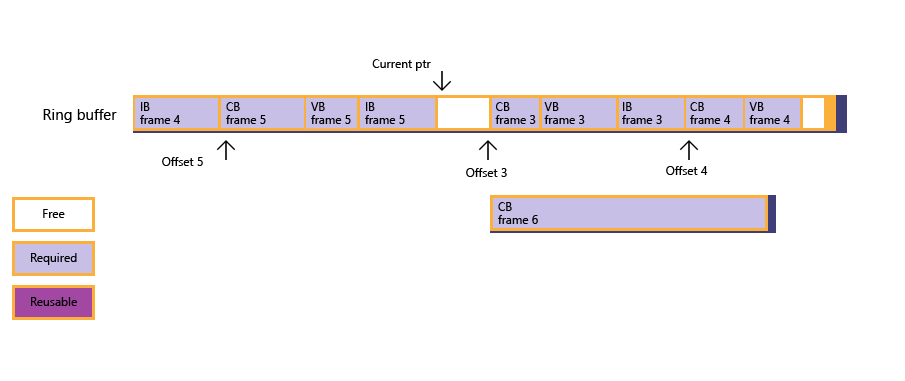 Current ptr
Ring buffer
IB
frame 4
CB
frame 5
VB
frame 5
IB
frame 5
CB
frame 3
VB
frame 3
IB
frame 3
CB
frame 4
VB
frame 4
Offset 5
Offset 3
Offset 4
CB
frame 6
Free
Required
Reusable